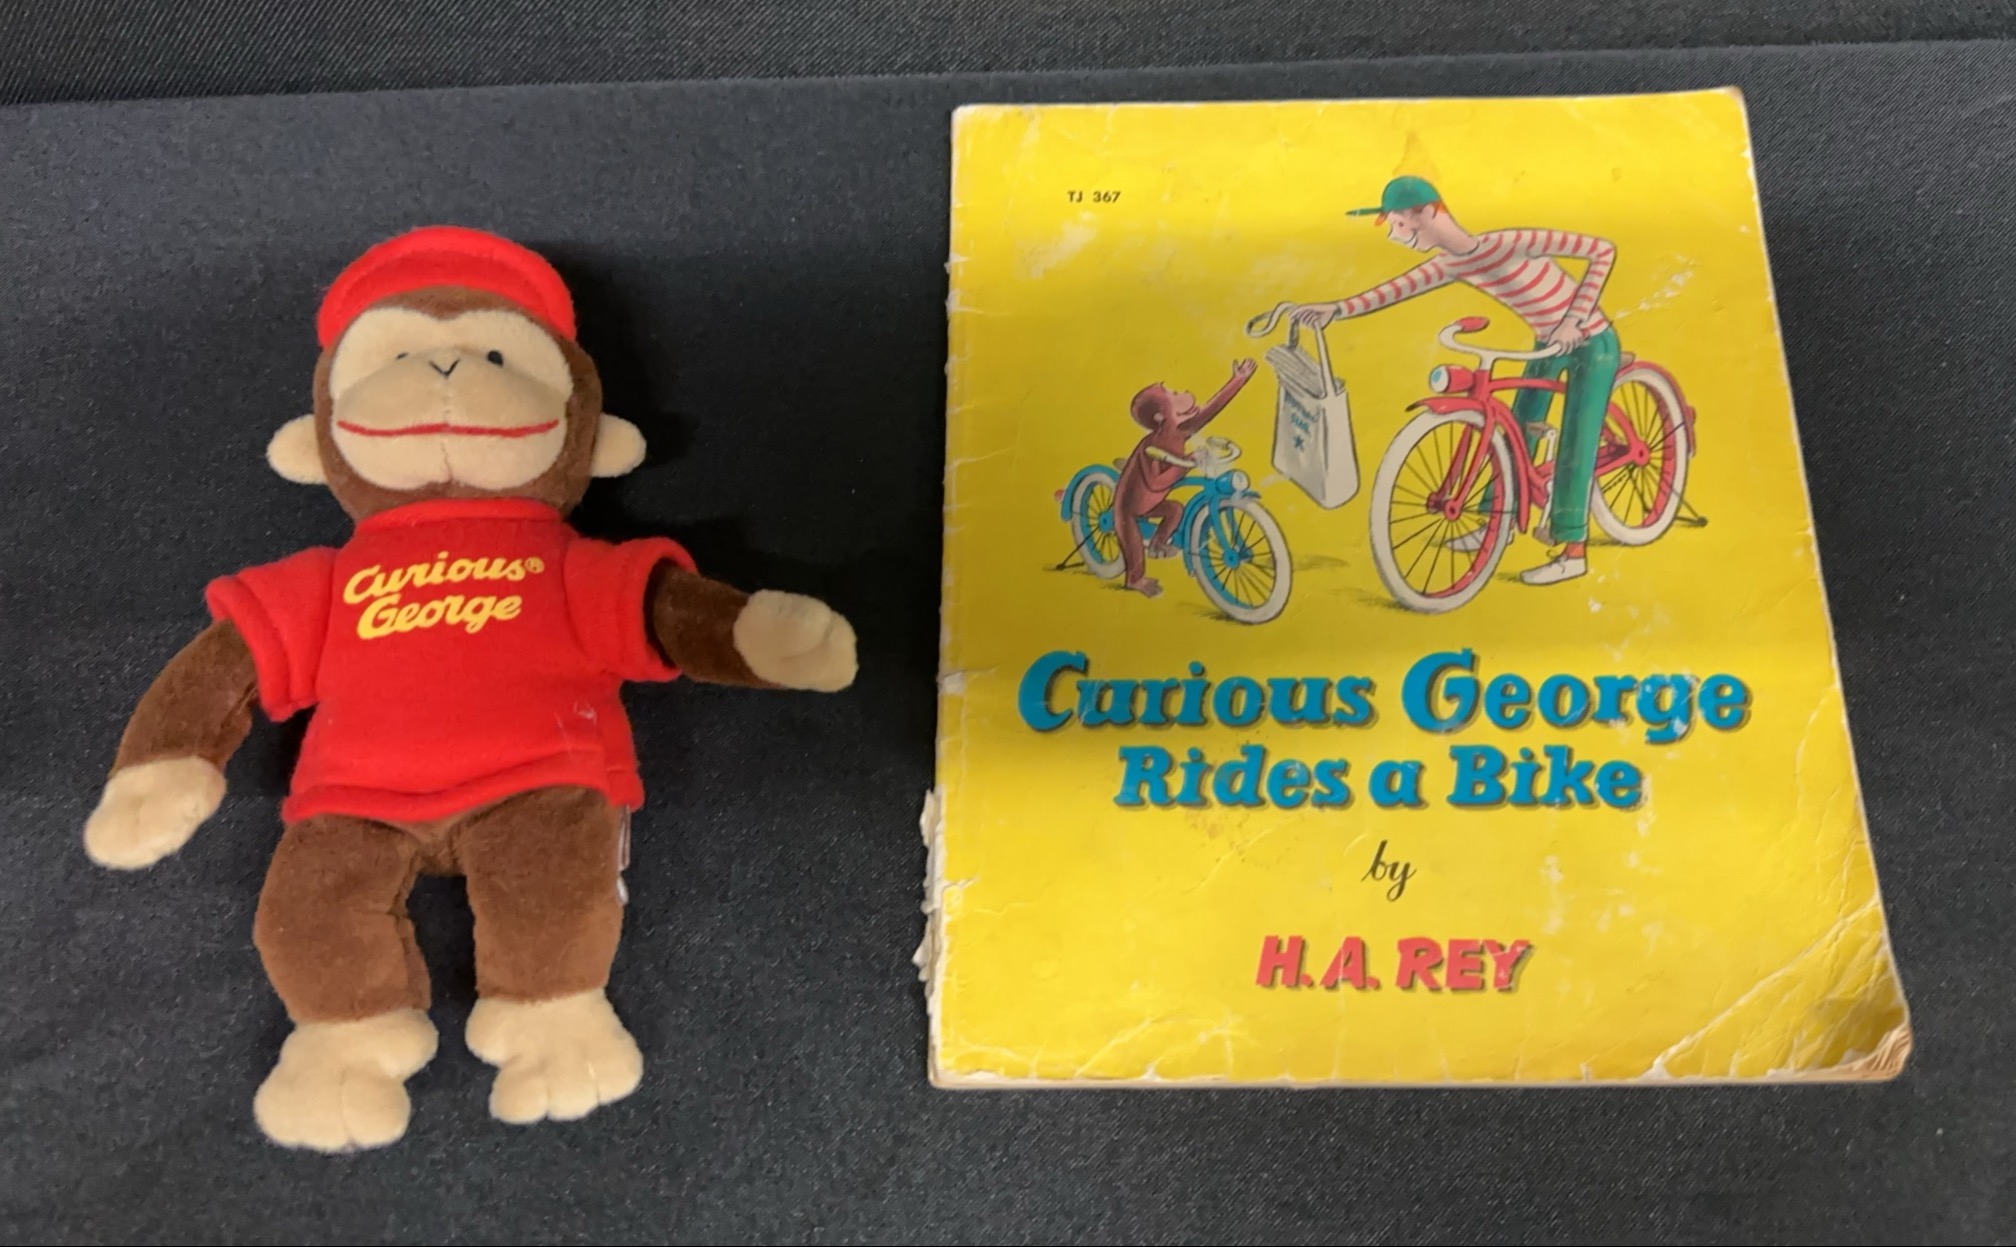 Curious®
George
TJ 367
Curious George
Rides a Bike
by
H.A. REY